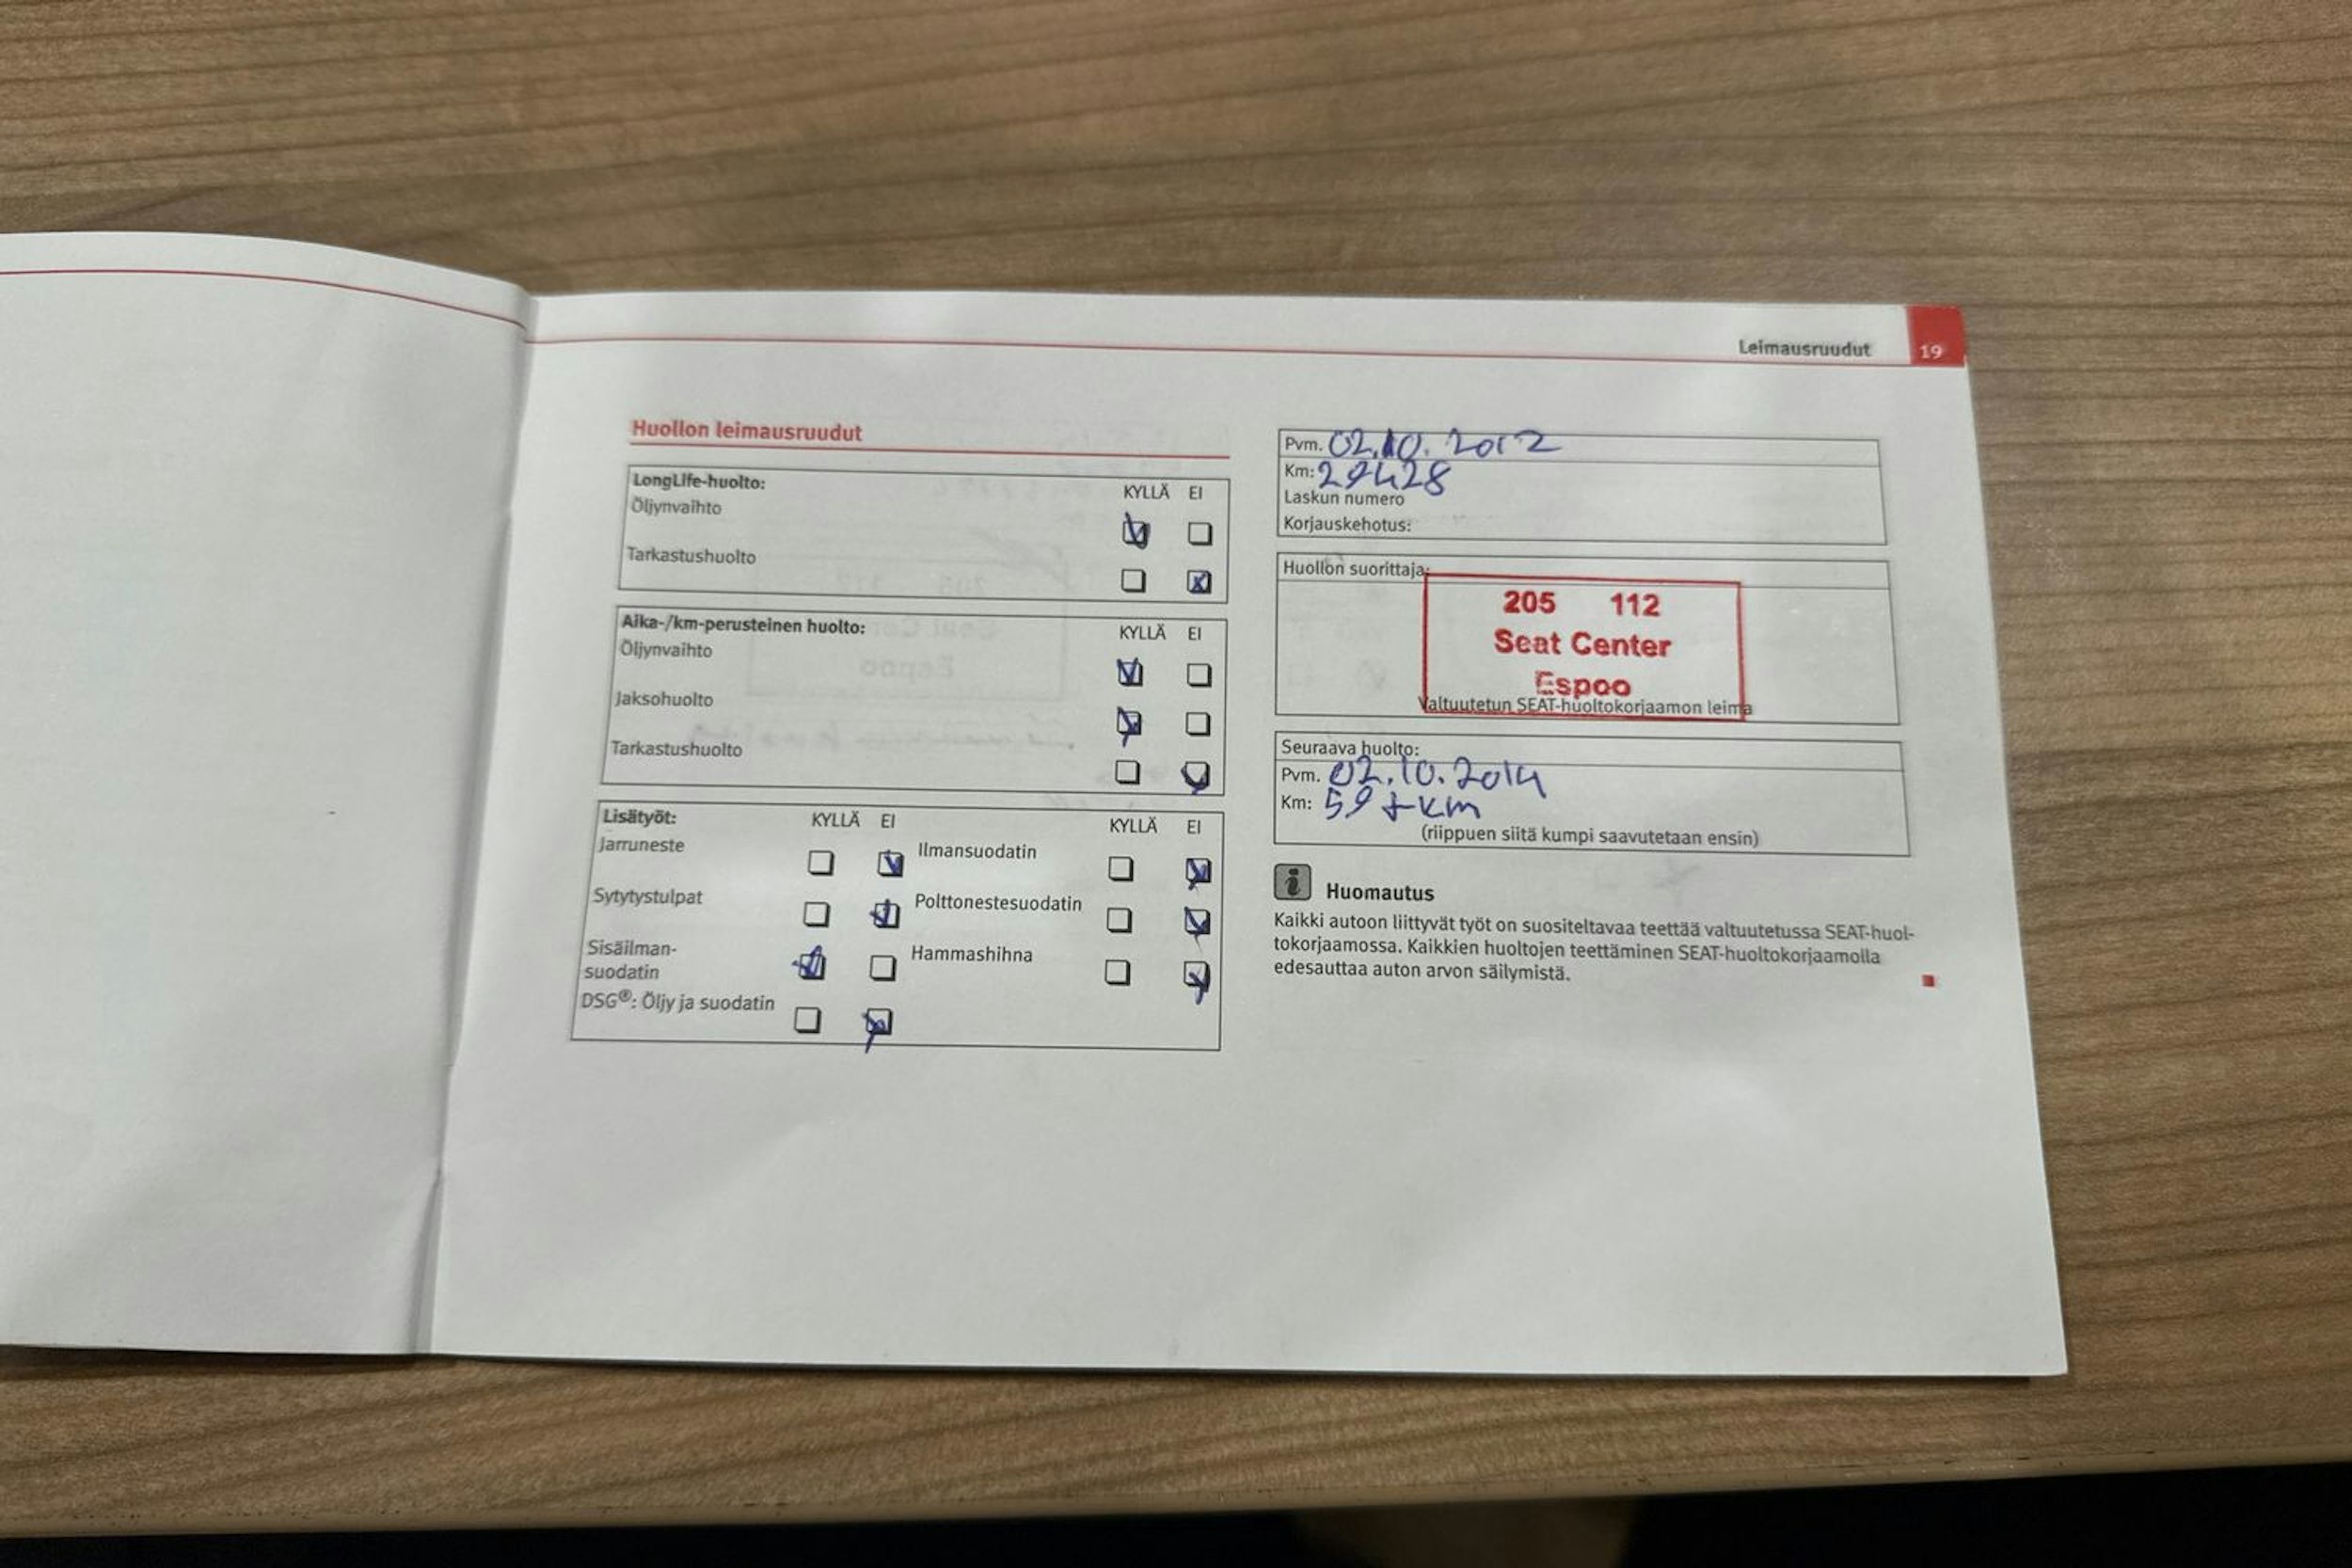 Leimausruudut 19
Huollon leimausruudut
LongLife-huolto: KYLLÄ EI
Öljynvaihto
Tarkastushuolto
Aika-/km-perusteinen huolto: KYLLÄ EI
Öljynvaihto
Jaksohuolto
Tarkastushuolto
Lisätyöt: KYLLÄ EI KYLLÄ EI
Jarruneste Ilmansuodatin
Sytytystulpat Polttonestesuodatin
Sisäilman-
suodatin Hammashihna
DSG®: Öljy ja suodatin
Pvm. 02.10.2012
Km: 29428
Laskun numero
Korjauskehotus:
Huollon suorittaja:
205 112
Seat Center
Espoo
Valtuutetun SEAT-huoltokorjaamon leima
Seuraava huolto:
Pvm. 02.10.2014
Km: 59 tkm
(riippuen siitä kumpi saavutetaan ensin)
i Huomautus
Kaikki autoon liittyvät työt on suositeltavaa teettää valtuutetussa SEAT-huol-
tokorjaamossa. Kaikkien huoltojen teettäminen SEAT-huoltokorjaamolla
edesauttaa auton arvon säilymistä.